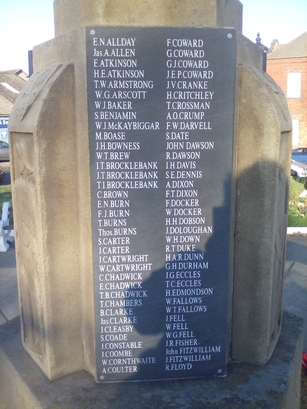 E.N.ALLDAY
Jas.A.ALLEN
F.ATKINSON
H.E.ATKINSON
T.W.ARMSTRONG
W.G.ARSCOTT
W.J.BAKER
S.BENJAMIN
W.J.McKAYBIGGAR
M.BOASE
J.H.BOWNESS
W.T.BREW
J.T.BROCKLEBANK
J.T.BROCKLEBANK
T.J.BROCKLEBANK
C.BROWN
E.N.BURN
F.J.BURN
T.BURNS
Thos.BURNS
S.CARTER
J.CARTER
J.CARTWRIGHT
W.CARTWRIGHT
C.CHADWICK
E.CHADWICK
T.B.CHADWICK
T.CHAMBERS
B.CLARKE
Jas.CLARKE
J.CLEASBY
S.COADE
J.CONSTABLE
J.COOMBE
W.CORNTHWAITE
A.COULTER
F.COWARD
G.COWARD
G.J.COWARD
J.E.P.COWARD
J.V.CRANKE
H.CRITCHLEY
T.CROSSMAN
A.O.CRUMP
F.W.DARVELL
S.DATE
JOHN DAWSON
R.DAWSON
J.H.DAVIS
S.E.DENNIS
A.DIXON
F.T.DIXON
F.DOCKER
W.DOCKER
H.H.DOBSON
J.DOLOUGHAN
W.H.DOWN
R.T.DUKE
H.A.R.DUNN
G.H.DURHAM
J.G.ECCLES
T.C.ECCLES
H.EDMONDSON
W.FALLOWS
W.T.FALLOWS
J.FELL
W.FELL
W.G.FELL
J.R.FISHER
John FITZWILLIAM
J.FITZWILLIAM
R.FLOYD